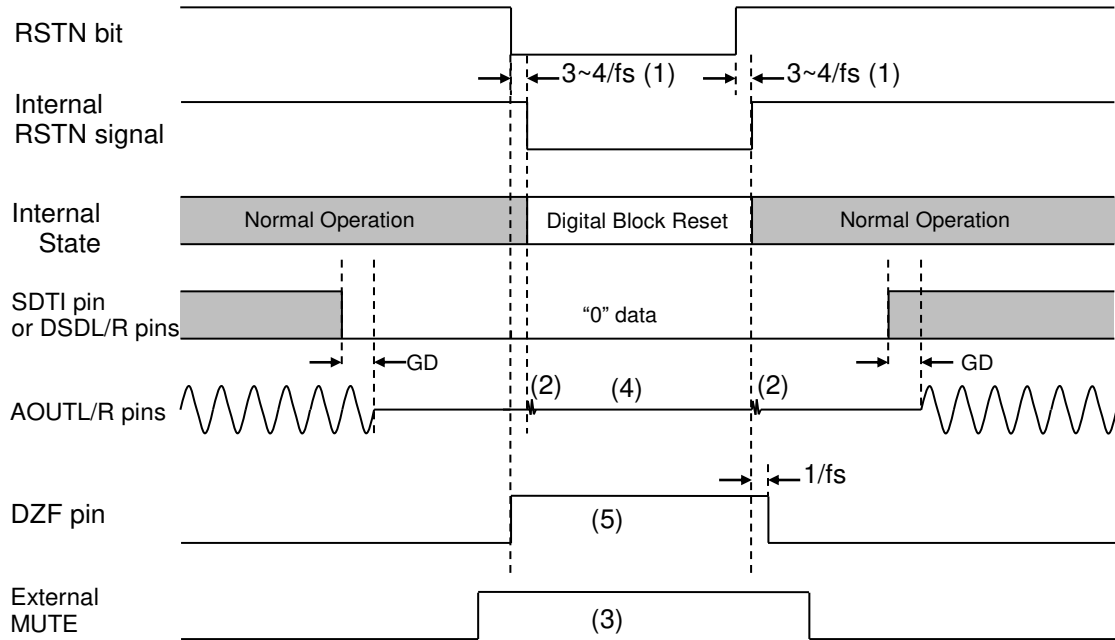 RSTN bit
3~4/fs (1)
3~4/fs (1)
Internal
RSTN signal
Internal
State
Normal Operation
Digital Block Reset
Normal Operation
SDTI pin
or DSDL/R pins
“0” data
GD
GD
AOUTL/R pins
(2)
(4)
(2)
1/fs
DZF pin
(5)
External
MUTE
(3)